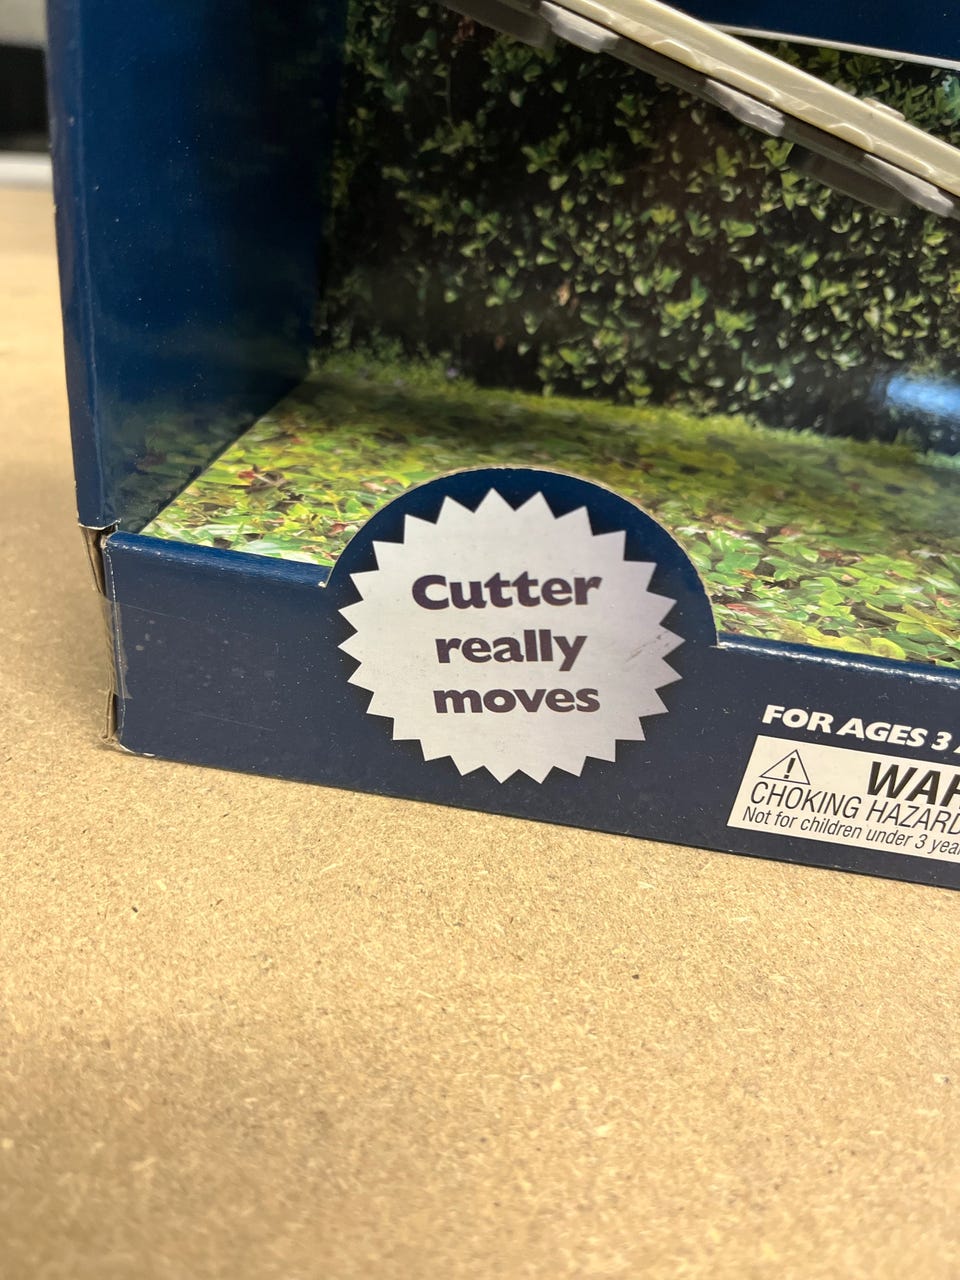 Cutter
really
moves
FOR AGES 3
CHOKING HAZARD
Not for children under 3